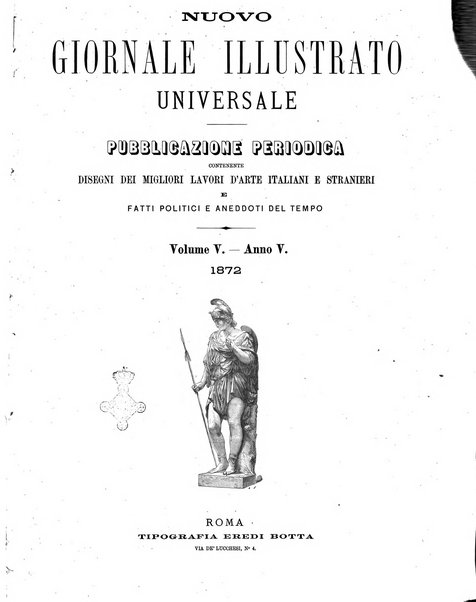 NUOVO
GIORNALE ILLUSTRATO
UNIVERSALE
PUBBLICAZIONE PERIODICA
CONTENENTE
DISEGNI DEI MIGLIORI LAVORI D'ARTE ITALIANI E STRANIERI
E
FATTI POLITICI E ANEDDOTI DEL TEMPO
Volume V. — Anno V.
1872
ROMA
TIPOGRAFIA EREDI BOTTA
VIA DE' LUCCHESI, N° 4.